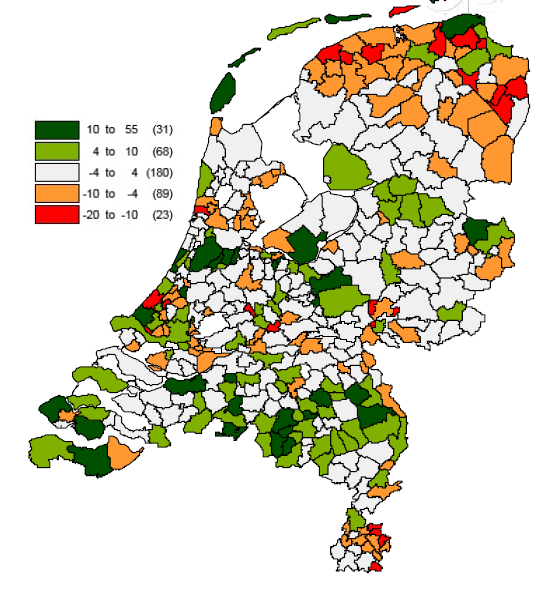 10 to 55 (31)
4 to 10 (68)
-4 to 4 (180)
-10 to -4 (89)
-20 to -10 (23)